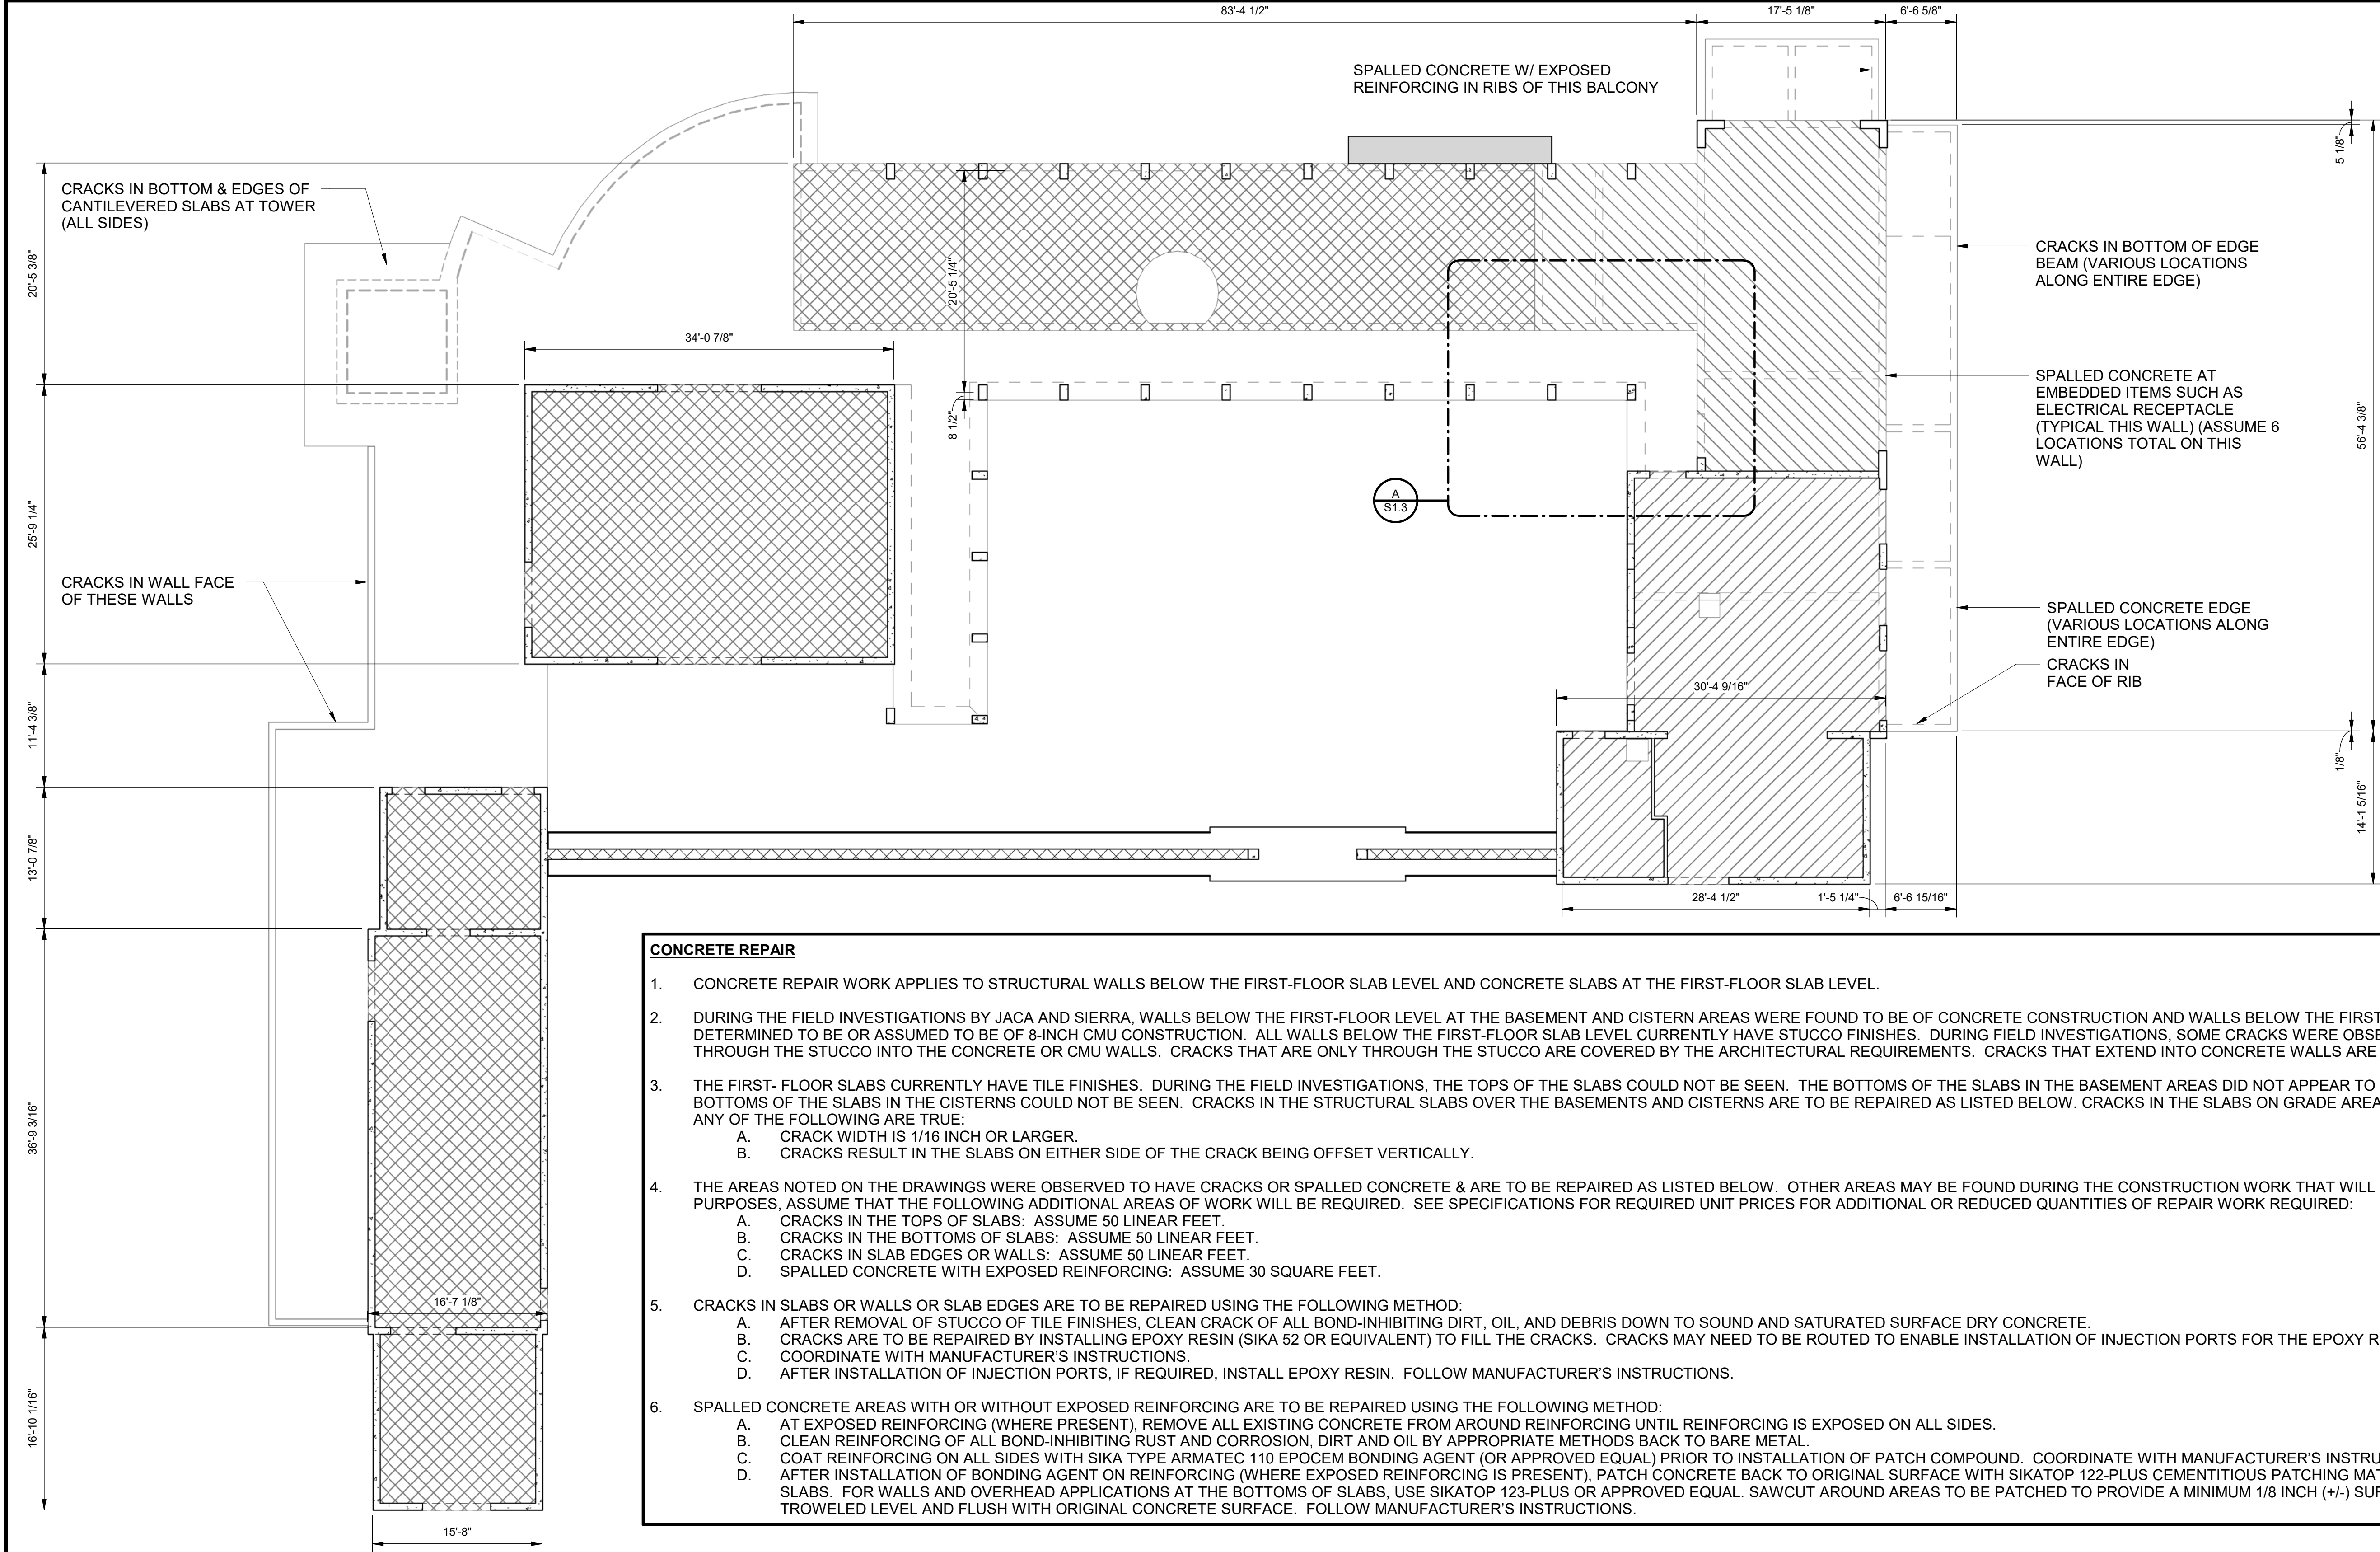 83'-4 1/2"
17'-5 1/8"
6'-6 5/8"
SPALLED CONCRETE W/ EXPOSED
REINFORCING IN RIBS OF THIS BALCONY
5 1/8"
CRACKS IN BOTTOM & EDGES OF
CANTILEVERED SLABS AT TOWER
(ALL SIDES)
20'-5 3/8"
20'-5 1/4"
CRACKS IN BOTTOM OF EDGE
BEAM (VARIOUS LOCATIONS
ALONG ENTIRE EDGE)
34'-0 7/8"
8 1/2"
SPALLED CONCRETE AT
EMBEDDED ITEMS SUCH AS
ELECTRICAL RECEPTACLE
(TYPICAL THIS WALL) (ASSUME 6
LOCATIONS TOTAL ON THIS
WALL)
56'-4 3/8"
A
S1.3
25'-9 1/4"
CRACKS IN WALL FACE
OF THESE WALLS
SPALLED CONCRETE EDGE
(VARIOUS LOCATIONS ALONG
ENTIRE EDGE)
CRACKS IN
FACE OF RIB
30'-4 9/16"
11'-4 3/8"
1/8"
14'-1 5/16"
13'-0 7/8"
28'-4 1/2"
1'-5 1/4"
6'-6 15/16"
36'-9 3/16"
16'-7 1/8"
16'-10 1/16"
15'-8"
CONCRETE REPAIR
1. CONCRETE REPAIR WORK APPLIES TO STRUCTURAL WALLS BELOW THE FIRST-FLOOR SLAB LEVEL AND CONCRETE SLABS AT THE FIRST-FLOOR SLAB LEVEL.
2. DURING THE FIELD INVESTIGATIONS BY JACA AND SIERRA, WALLS BELOW THE FIRST-FLOOR LEVEL AT THE BASEMENT AND CISTERN AREAS WERE FOUND TO BE OF CONCRETE CONSTRUCTION AND WALLS BELOW THE FIRST
DETERMINED TO BE OR ASSUMED TO BE OF 8-INCH CMU CONSTRUCTION. ALL WALLS BELOW THE FIRST-FLOOR SLAB LEVEL CURRENTLY HAVE STUCCO FINISHES. DURING FIELD INVESTIGATIONS, SOME CRACKS WERE OBSE
THROUGH THE STUCCO INTO THE CONCRETE OR CMU WALLS. CRACKS THAT ARE ONLY THROUGH THE STUCCO ARE COVERED BY THE ARCHITECTURAL REQUIREMENTS. CRACKS THAT EXTEND INTO CONCRETE WALLS ARE
3. THE FIRST- FLOOR SLABS CURRENTLY HAVE TILE FINISHES. DURING THE FIELD INVESTIGATIONS, THE TOPS OF THE SLABS COULD NOT BE SEEN. THE BOTTOMS OF THE SLABS IN THE BASEMENT AREAS DID NOT APPEAR TO
BOTTOMS OF THE SLABS IN THE CISTERNS COULD NOT BE SEEN. CRACKS IN THE STRUCTURAL SLABS OVER THE BASEMENTS AND CISTERNS ARE TO BE REPAIRED AS LISTED BELOW. CRACKS IN THE SLABS ON GRADE AREA
ANY OF THE FOLLOWING ARE TRUE:
A. CRACK WIDTH IS 1/16 INCH OR LARGER.
B. CRACKS RESULT IN THE SLABS ON EITHER SIDE OF THE CRACK BEING OFFSET VERTICALLY.
4. THE AREAS NOTED ON THE DRAWINGS WERE OBSERVED TO HAVE CRACKS OR SPALLED CONCRETE & ARE TO BE REPAIRED AS LISTED BELOW. OTHER AREAS MAY BE FOUND DURING THE CONSTRUCTION WORK THAT WILL
PURPOSES, ASSUME THAT THE FOLLOWING ADDITIONAL AREAS OF WORK WILL BE REQUIRED. SEE SPECIFICATIONS FOR REQUIRED UNIT PRICES FOR ADDITIONAL OR REDUCED QUANTITIES OF REPAIR WORK REQUIRED:
A. CRACKS IN THE TOPS OF SLABS: ASSUME 50 LINEAR FEET.
B. CRACKS IN THE BOTTOMS OF SLABS: ASSUME 50 LINEAR FEET.
C. CRACKS IN SLAB EDGES OR WALLS: ASSUME 50 LINEAR FEET.
D. SPALLED CONCRETE WITH EXPOSED REINFORCING: ASSUME 30 SQUARE FEET.
5. CRACKS IN SLABS OR WALLS OR SLAB EDGES ARE TO BE REPAIRED USING THE FOLLOWING METHOD:
A. AFTER REMOVAL OF STUCCO OF TILE FINISHES, CLEAN CRACK OF ALL BOND-INHIBITING DIRT, OIL, AND DEBRIS DOWN TO SOUND AND SATURATED SURFACE DRY CONCRETE.
B. CRACKS ARE TO BE REPAIRED BY INSTALLING EPOXY RESIN (SIKA 52 OR EQUIVALENT) TO FILL THE CRACKS. CRACKS MAY NEED TO BE ROUTED TO ENABLE INSTALLATION OF INJECTION PORTS FOR THE EPOXY R
C. COORDINATE WITH MANUFACTURER'S INSTRUCTIONS.
D. AFTER INSTALLATION OF INJECTION PORTS, IF REQUIRED, INSTALL EPOXY RESIN. FOLLOW MANUFACTURER'S INSTRUCTIONS.
6. SPALLED CONCRETE AREAS WITH OR WITHOUT EXPOSED REINFORCING ARE TO BE REPAIRED USING THE FOLLOWING METHOD:
A. AT EXPOSED REINFORCING (WHERE PRESENT), REMOVE ALL EXISTING CONCRETE FROM AROUND REINFORCING UNTIL REINFORCING IS EXPOSED ON ALL SIDES.
B. CLEAN REINFORCING OF ALL BOND-INHIBITING RUST AND CORROSION, DIRT AND OIL BY APPROPRIATE METHODS BACK TO BARE METAL.
C. COAT REINFORCING ON ALL SIDES WITH SIKA TYPE ARMATEC 110 EPOCEM BONDING AGENT (OR APPROVED EQUAL) PRIOR TO INSTALLATION OF PATCH COMPOUND. COORDINATE WITH MANUFACTURER'S INSTRU
D. AFTER INSTALLATION OF BONDING AGENT ON REINFORCING (WHERE EXPOSED REINFORCING IS PRESENT), PATCH CONCRETE BACK TO ORIGINAL SURFACE WITH SIKATOP 122-PLUS CEMENTITIOUS PATCHING MAT
SLABS. FOR WALLS AND OVERHEAD APPLICATIONS AT THE BOTTOMS OF SLABS, USE SIKATOP 123-PLUS OR APPROVED EQUAL. SAWCUT AROUND AREAS TO BE PATCHED TO PROVIDE A MINIMUM 1/8 INCH (+/-) SUR
TROWELED LEVEL AND FLUSH WITH ORIGINAL CONCRETE SURFACE. FOLLOW MANUFACTURER'S INSTRUCTIONS.